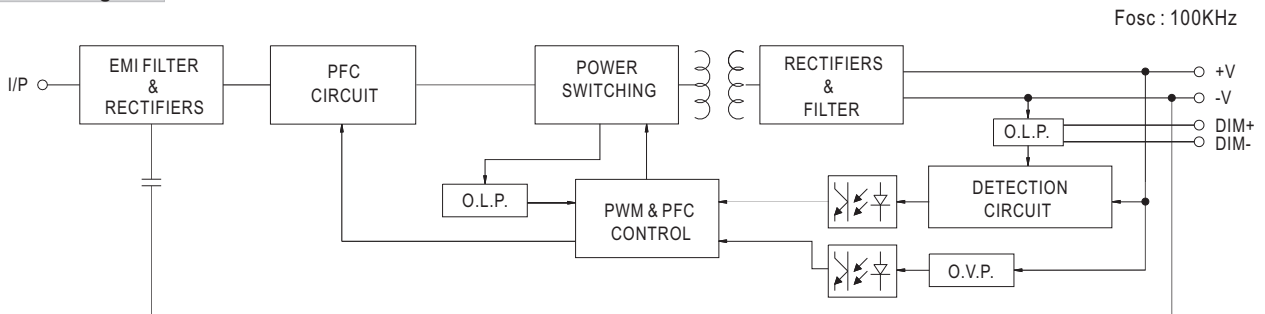 Fosc : 100KHz
I/P
EMI FILTER
&
RECTIFIERS
PFC
CIRCUIT
POWER
SWITCHING
RECTIFIERS
&
FILTER
+V
-V
DIM+
DIM-
O.L.P.
O.L.P.
PWM & PFC
CONTROL
DETECTION
CIRCUIT
O.V.P.